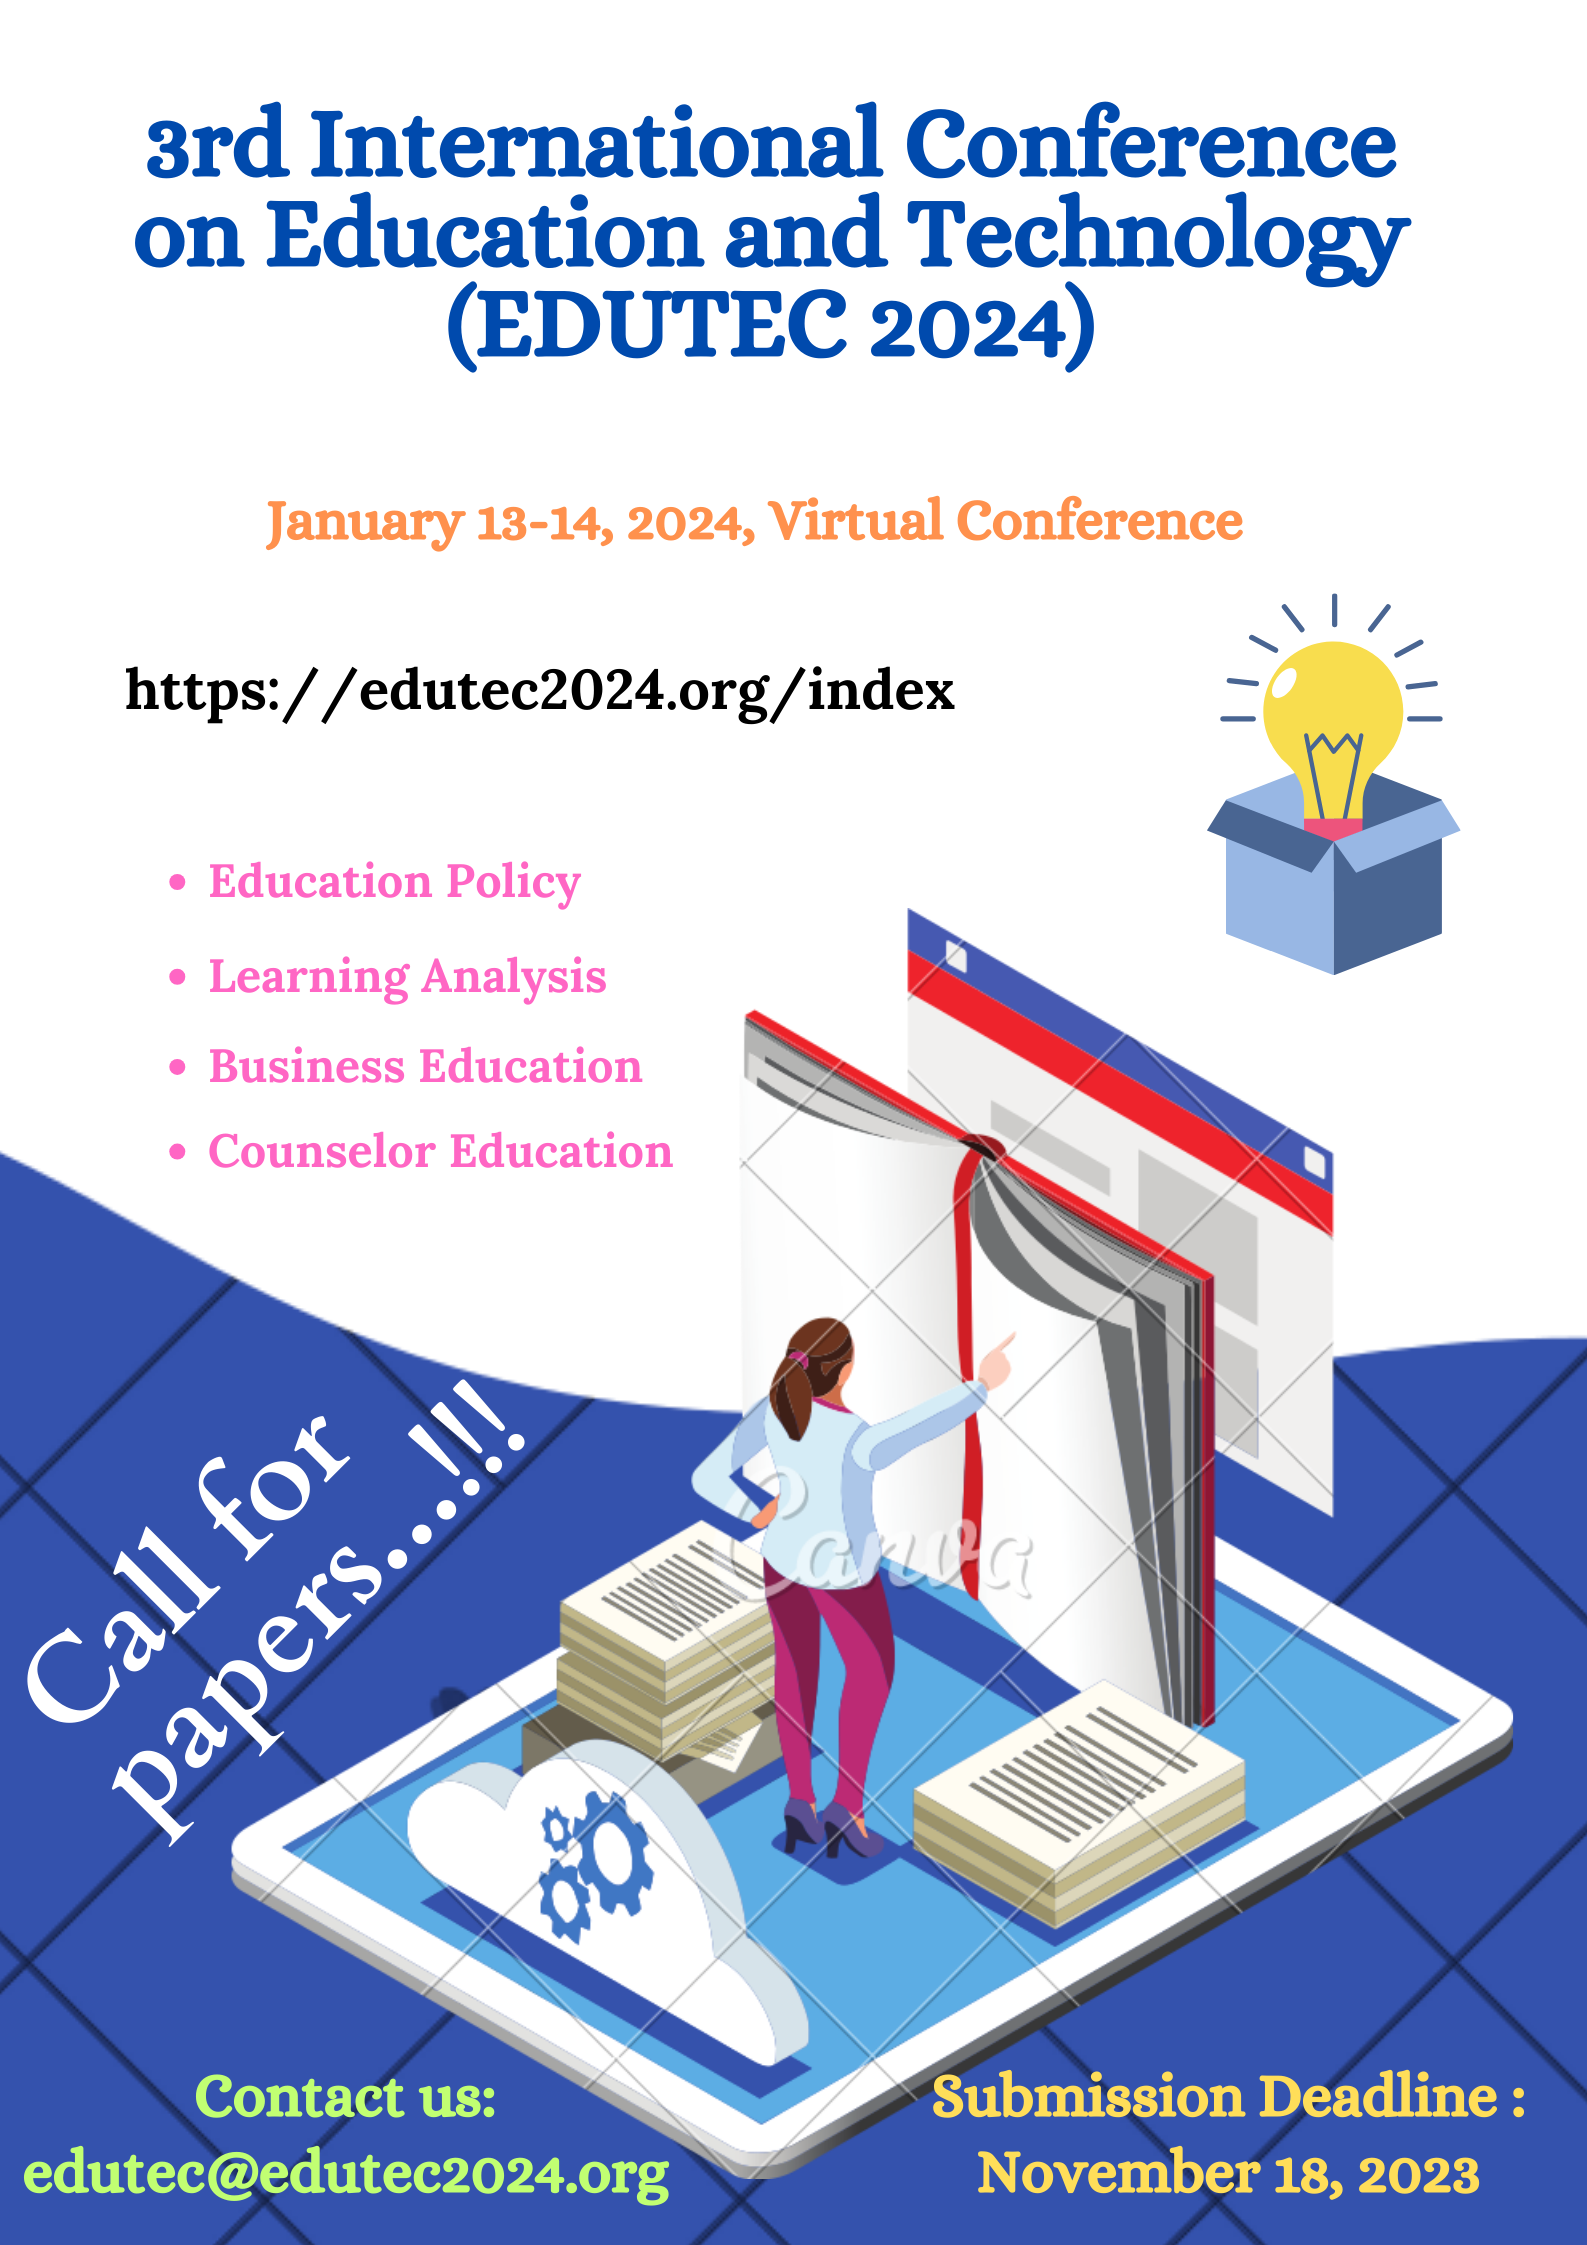 3rd International Conference
on Education and Technology
(EDUTEC 2024)
January 13-14, 2024, Virtual Conference
https://edutec2024.org/index
• Education Policy
• Learning Analysis
• Business Education
• Counselor Education
Call for
papers...!!!
Canva
Contact us:
edutec@edutec2024.org
Submission Deadline :
November 18, 2023